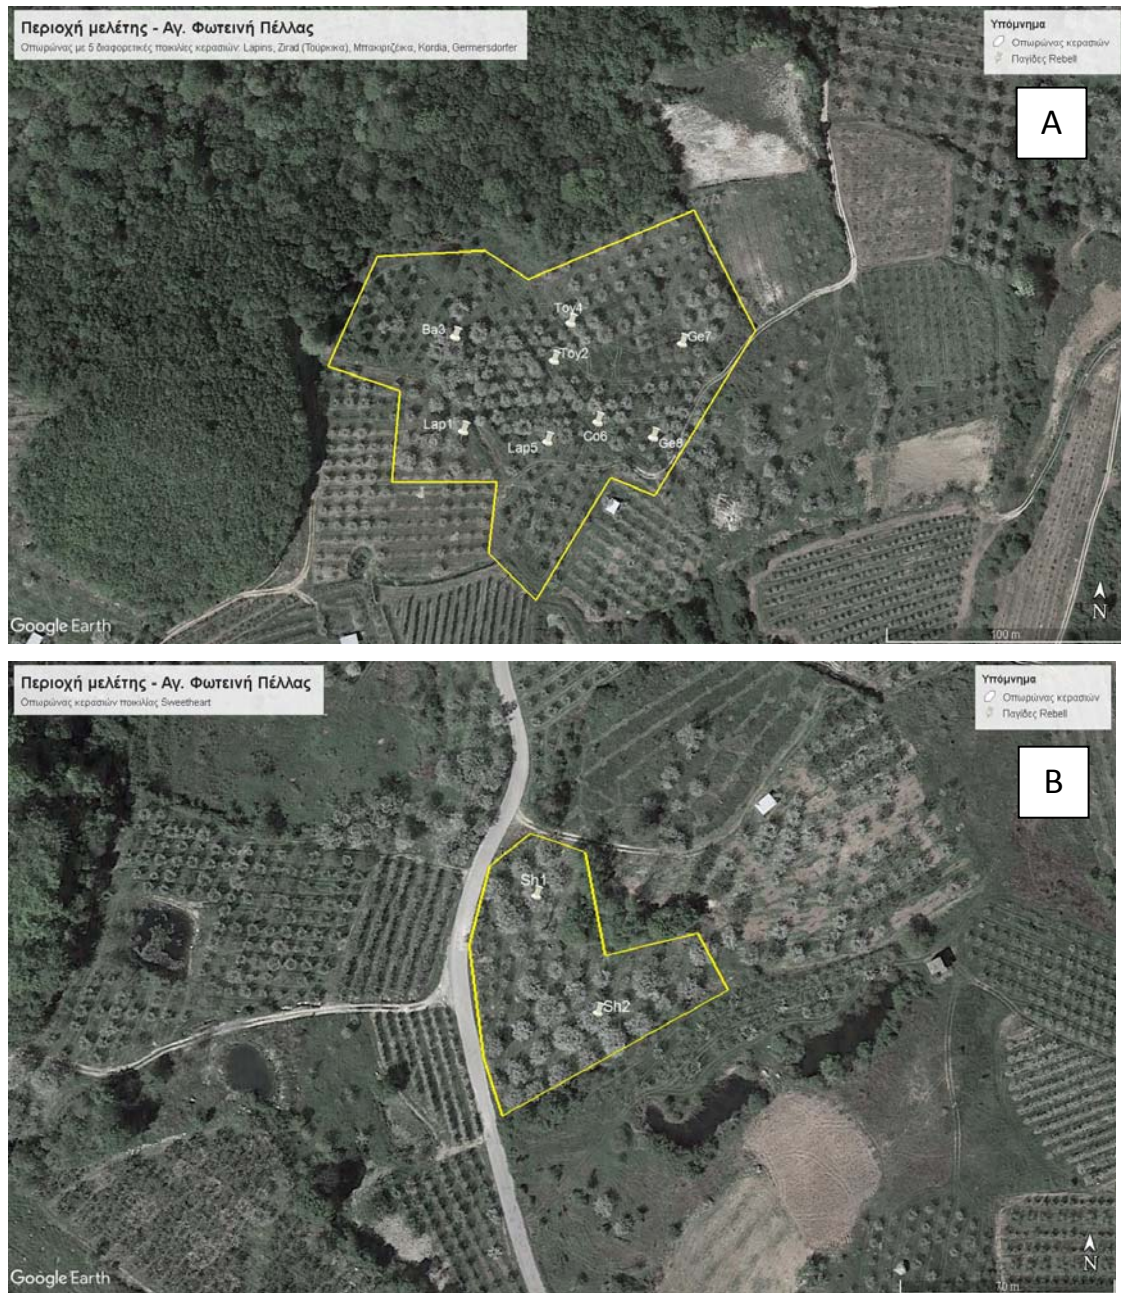 Περιοχή μελέτης - Αγ. Φωτεινή Πέλλας
Οπωρώνας με 5 διαφορετικές ποικιλίες κερασιών: Lapins, Zirad (Τούρκικα), Μπακιρτζέικα, Kordia, Germersdorfer
Υπόμνημα
Οπωρώνας κερασιών
Παγίδες Rebell
A
Toy4
Ba3
Ge7
Toy2
Lap1
Co6
Lap5
Ge8
Google Earth
N
100 m
Περιοχή μελέτης - Αγ. Φωτεινή Πέλλας
Οπωρώνας κερασιών ποικιλίας Sweetheart
Υπόμνημα
Οπωρώνας κερασιών
Παγίδες Rebell
B
Sh1
Sh2
Google Earth
N
70 m